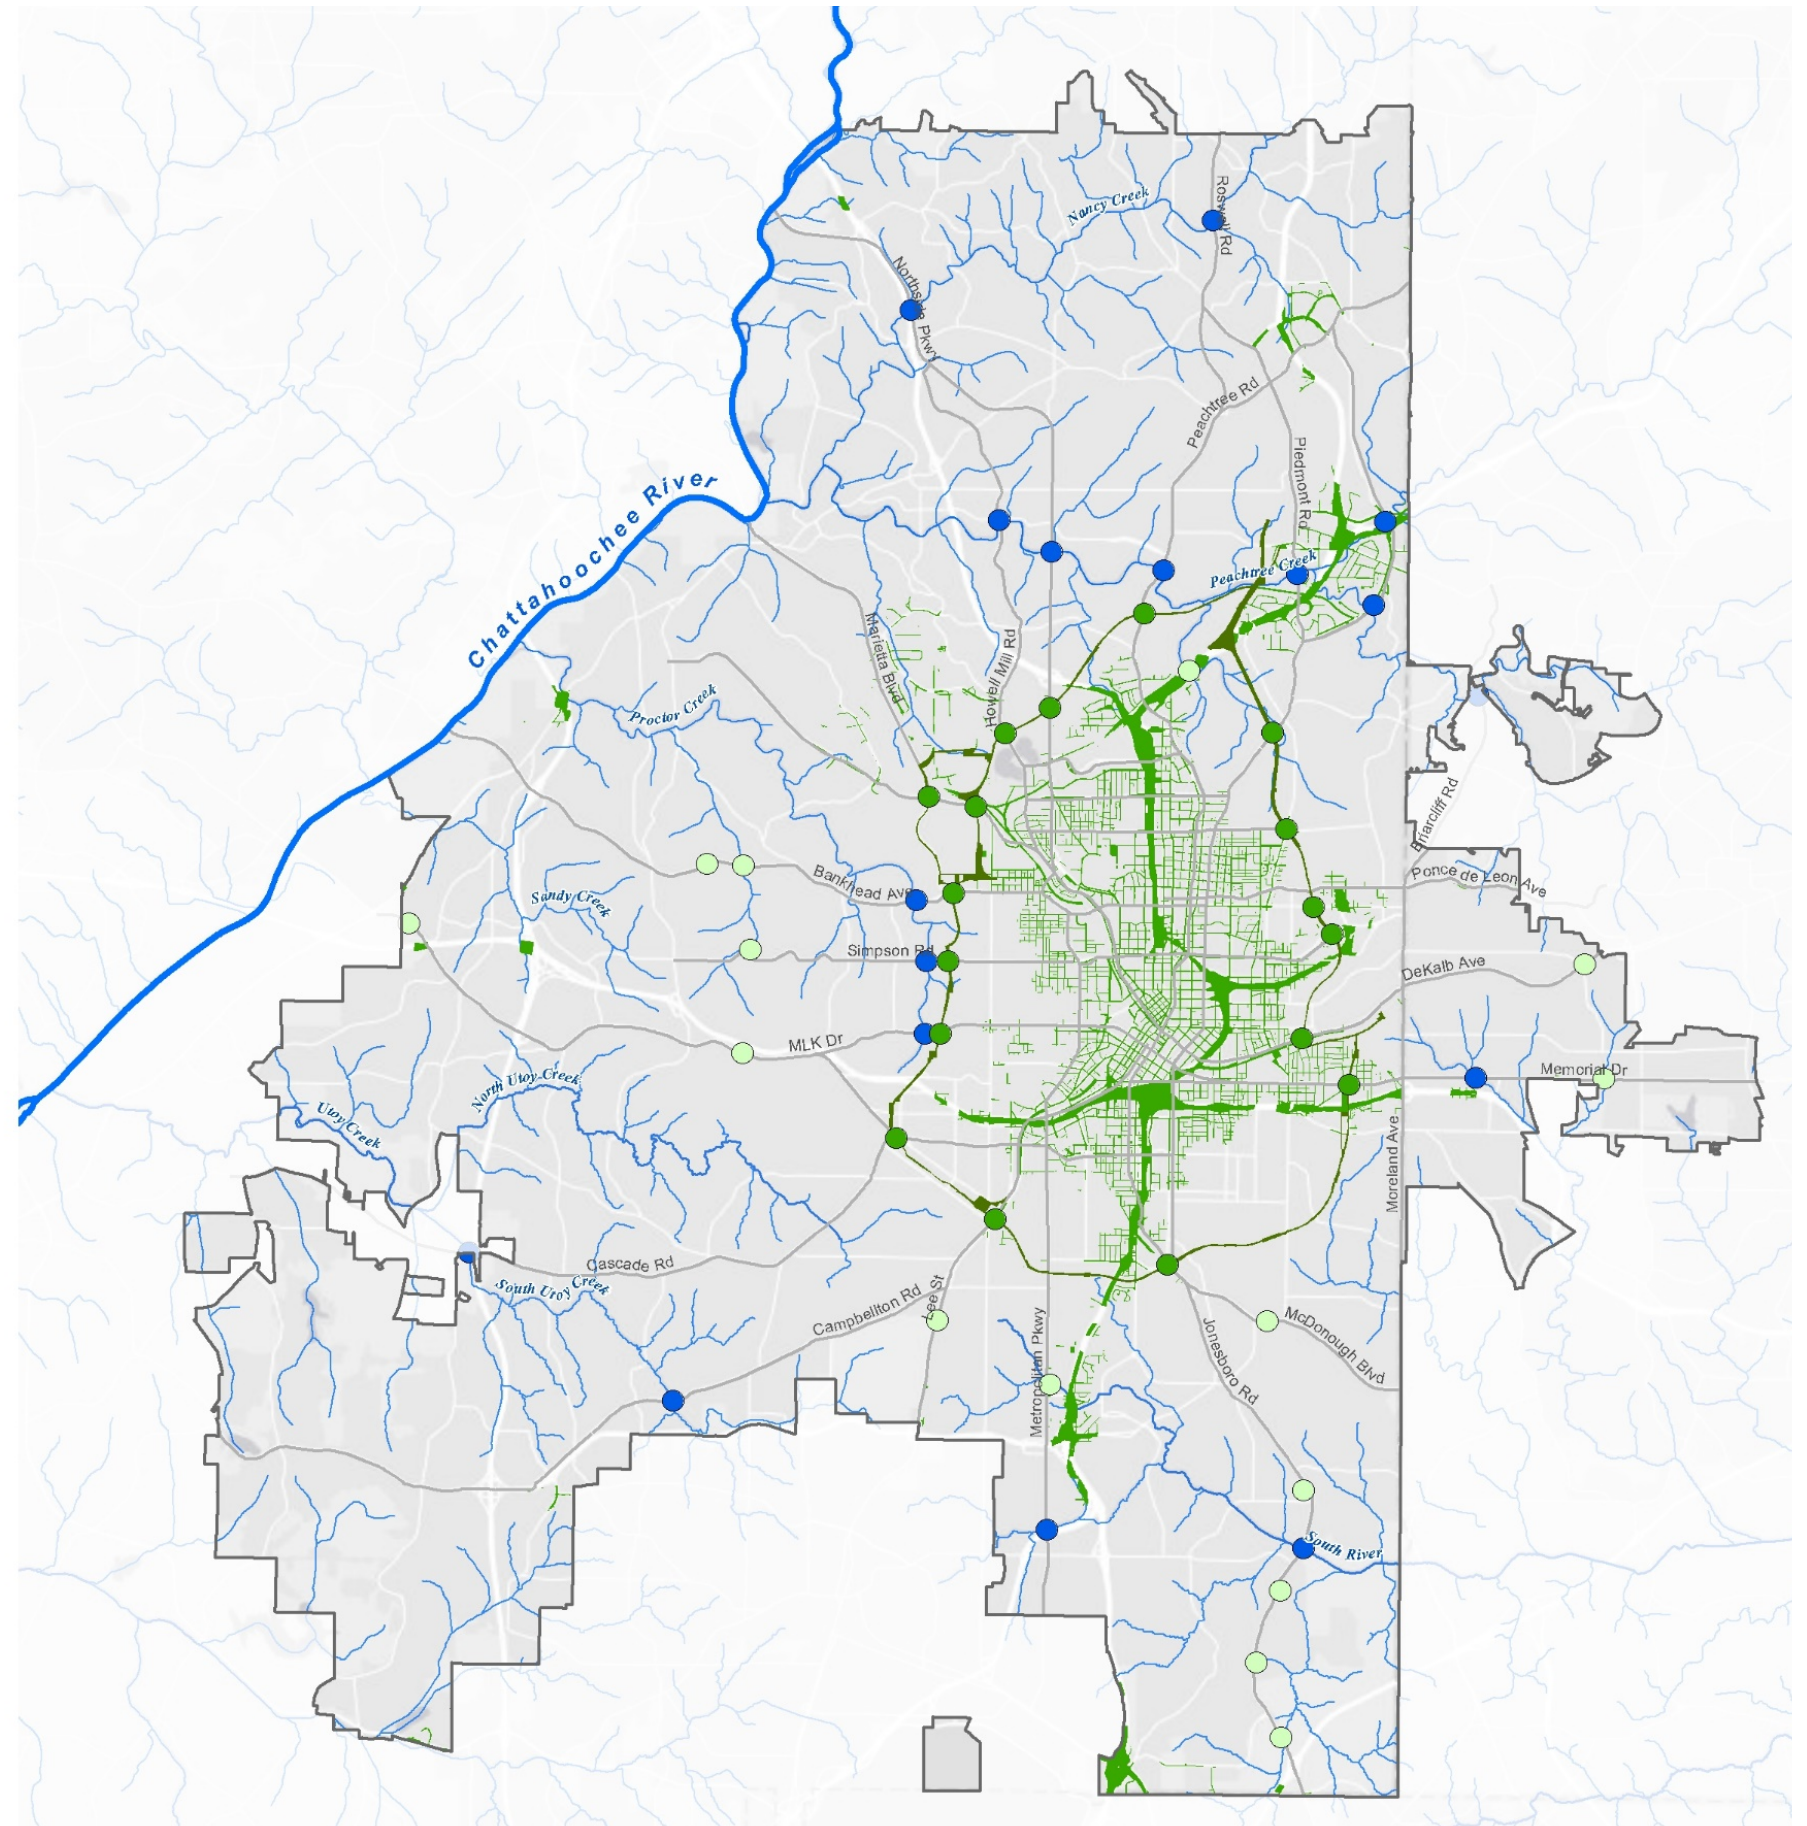 Nancy Creek
Roswell Rd
Northside Pkwy
Peachtree Rd
Piedmont Rd
Chattahoochee River
Peachtree Creek
Marietta Blvd
Howell Mill Rd
Proctor Creek
Briarcliff Rd
Bankhead Ave
Ponce de Leon Ave
Sandy Creek
Simpson Rd
DeKalb Ave
MLK Dr
Memorial Dr
North Utoy Creek
Utoy Creek
Moreland Ave
Cascade Rd
South Utoy Creek
Campbellton Rd
Lee St
Metropolitan Pkwy
Jonesboro Rd
McDonough Blvd
South River